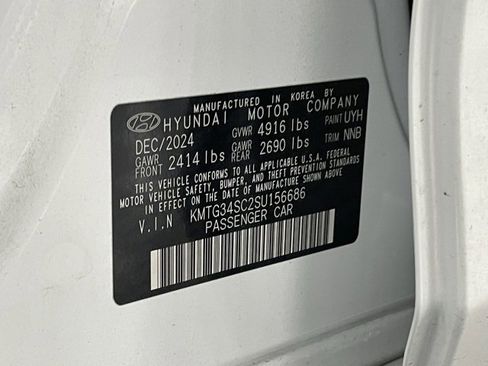 MANUFACTURED IN KOREA BY
HYUNDAI MOTOR COMPANY
DEC/2024 GVWR 4916 lbs PAINT UYH
GAWR FRONT 2414 lbs GAWR REAR 2690 lbs TRIM NNB
THIS VEHICLE CONFORMS TO ALL APPLICABLE U.S.A. FEDERAL
MOTOR VEHICLE SAFETY, BUMPER, AND THEFT PREVENTION
STANDARDS IN EFFECT ON THE DATE OF MANUFACTURE SHOWN ABOVE.
V.I.N KMTG34SC2SU156686
PASSENGER CAR